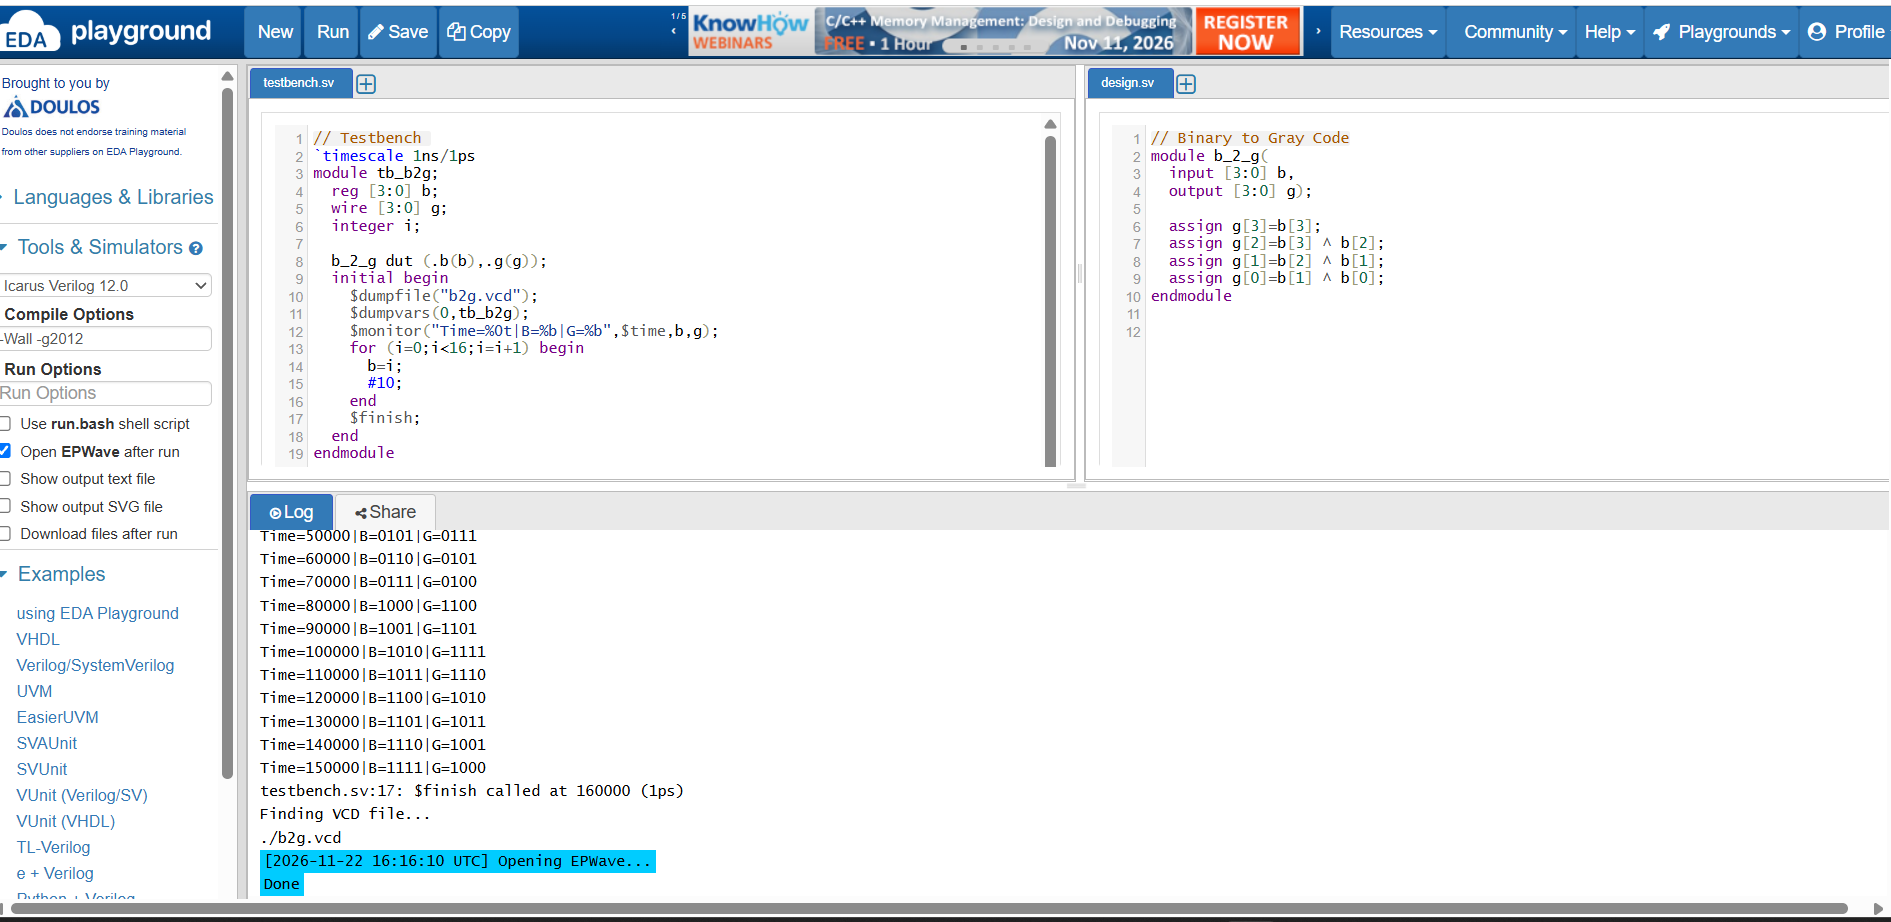 EDA playground
New
Run
Save
Copy
1/5
KNOWHOW
WEBINARS
C/C++ Memory Management: Design and Debugging
FREE • 1 Hour
Nov 11, 2026
REGISTER
NOW
Resources
Community
Help
Playgrounds
Profile
Brought to you by
DOULOS
Doulos does not endorse training material
from other suppliers on EDA Playground.
Languages & Libraries
Tools & Simulators
Icarus Verilog 12.0
Compile Options
-Wall -g2012
Run Options
Run Options
Use run.bash shell script
Open EPWave after run
Show output text file
Show output SVG file
Download files after run
Examples
using EDA Playground
VHDL
Verilog/SystemVerilog
UVM
EasierUVM
SVAUnit
SVUnit
VUnit (Verilog/SV)
VUnit (VHDL)
TL-Verilog
e + Verilog
Python + Verilog
testbench.sv
1 // Testbench
2 `timescale 1ns/1ps
3 module tb_b2g;
4 reg [3:0] b;
5 wire [3:0] g;
6 integer i;
7
8 b_2_g dut (.b(b),.g(g));
9 initial begin
10 $dumpfile("b2g.vcd");
11 $dumpvars(0,tb_b2g);
12 $monitor("Time=%0t|B=%b|G=%b",$time,b,g);
13 for (i=0;i<16;i=i+1) begin
14 b=i;
15 #10;
16 end
17 $finish;
18 end
19 endmodule
design.sv
1 // Binary to Gray Code
2 module b_2_g(
3 input [3:0] b,
4 output [3:0] g);
5
6 assign g[3]=b[3];
7 assign g[2]=b[3] ^ b[2];
8 assign g[1]=b[2] ^ b[1];
9 assign g[0]=b[1] ^ b[0];
10 endmodule
11
12
Log
Share
Time=50000|B=0101|G=0111
Time=60000|B=0110|G=0101
Time=70000|B=0111|G=0100
Time=80000|B=1000|G=1100
Time=90000|B=1001|G=1101
Time=100000|B=1010|G=1111
Time=110000|B=1011|G=1110
Time=120000|B=1100|G=1010
Time=130000|B=1101|G=1011
Time=140000|B=1110|G=1001
Time=150000|B=1111|G=1000
testbench.sv:17: $finish called at 160000 (1ps)
Finding VCD file...
./b2g.vcd
[2026-11-22 16:16:10 UTC] Opening EPWave...
Done